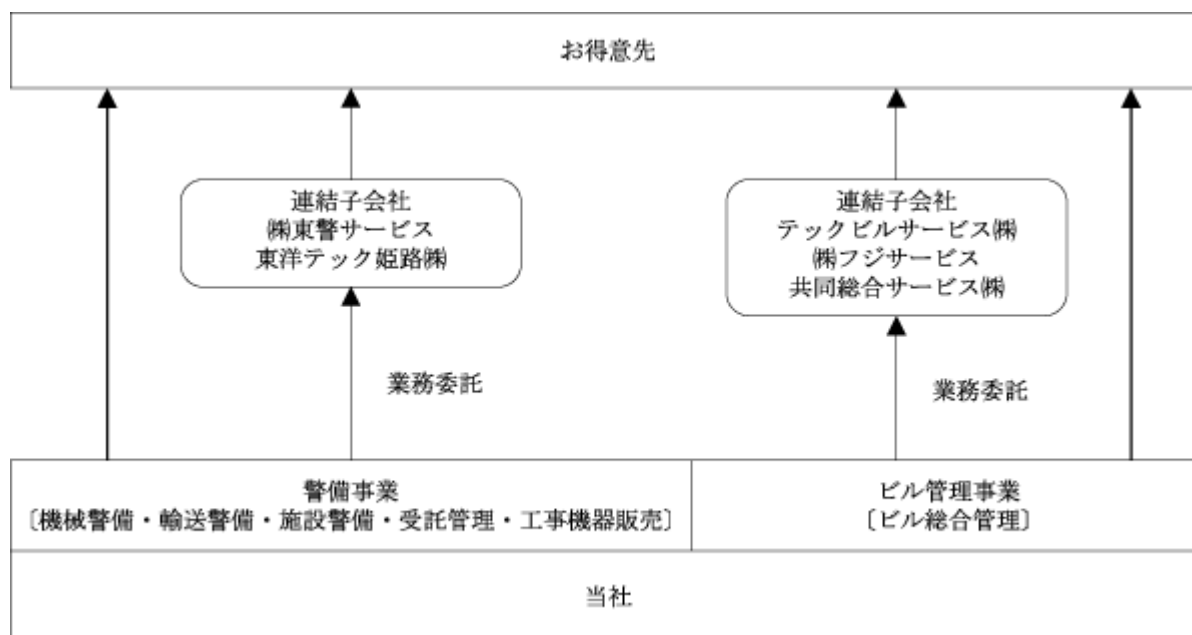 お得意先
連結子会社
㈱東警サービス
東洋テック姫路㈱
連結子会社
テックビルサービス㈱
㈱フジサービス
共同総合サービス㈱
業務委託
業務委託
警備事業
〔機械警備・輸送警備・施設警備・受託管理・工事機器販売〕
ビル管理事業
〔ビル総合管理〕
当社